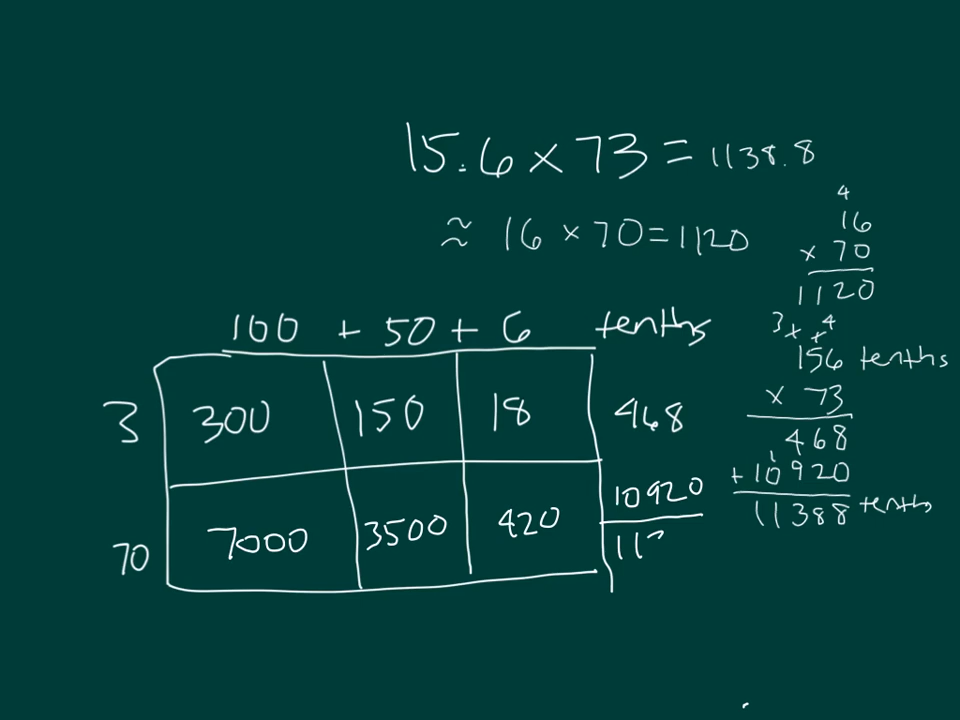 15.6 × 73 = 1138.8
≈ 16 × 70 = 1120
4
16
× 70
1120
100 + 50 + 6 tenths
3 300 150 18 468
70 7000 3500 420 10920
3 4
156 tenths
× 73
468
1
+ 10920
11388 tenths